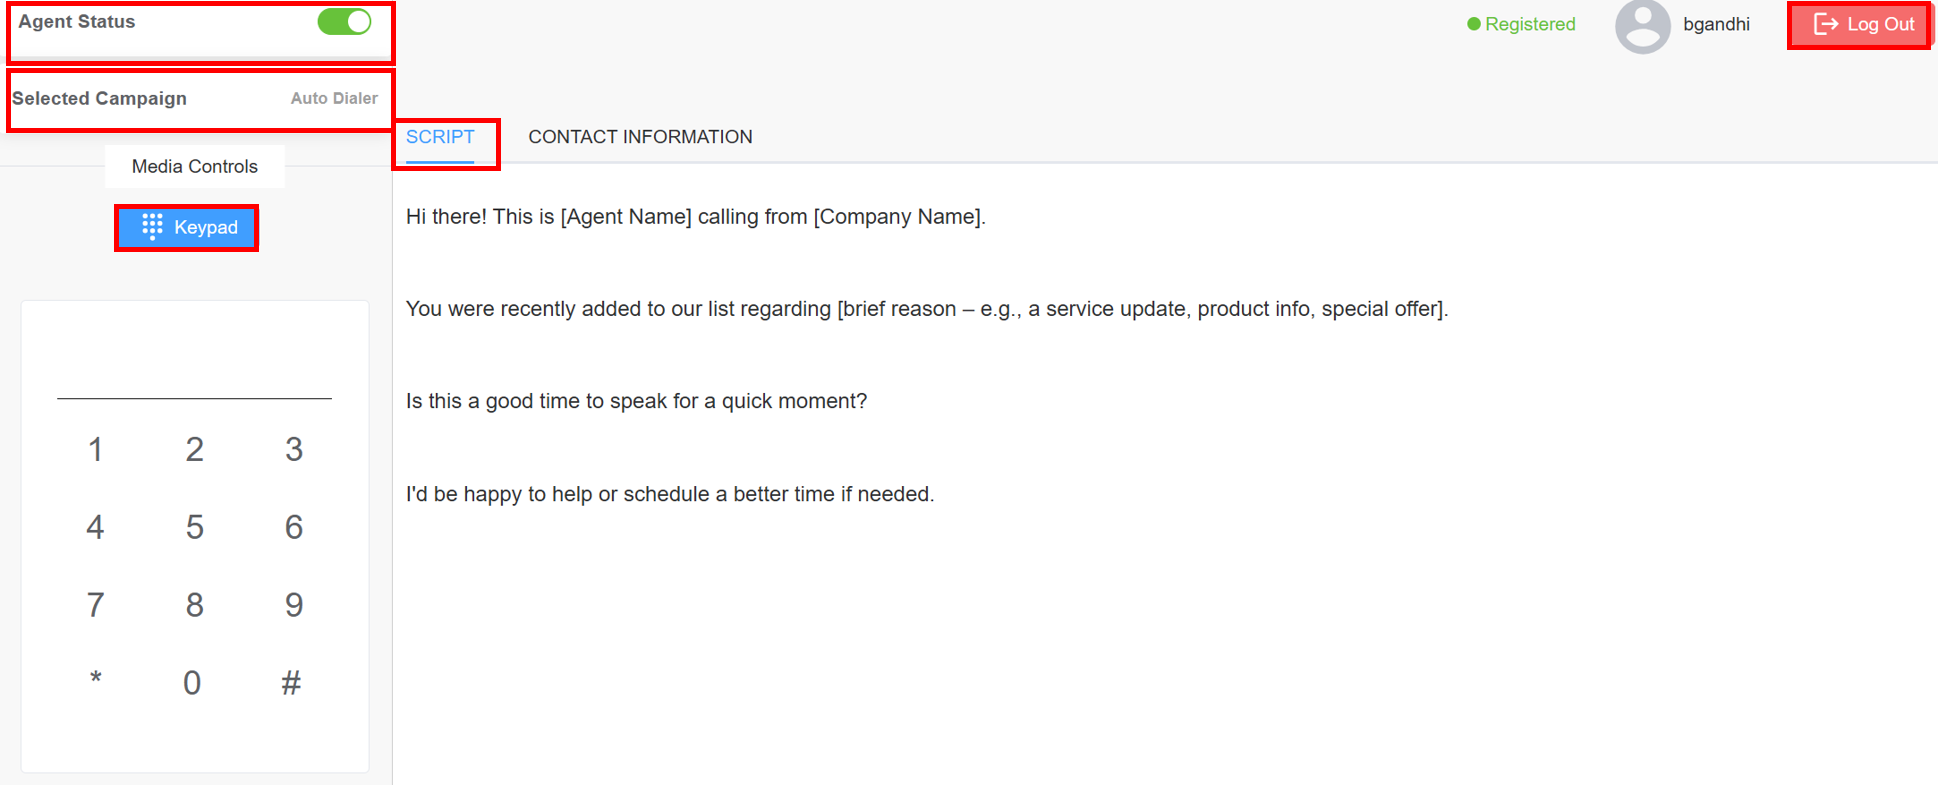 Agent Status
Registered
bgandhi
Log Out
Selected Campaign
Auto Dialer
SCRIPT
CONTACT INFORMATION
Media Controls
Keypad
Hi there! This is [Agent Name] calling from [Company Name].
You were recently added to our list regarding [brief reason – e.g., a service update, product info, special offer].
Is this a good time to speak for a quick moment?
I'd be happy to help or schedule a better time if needed.
1 2 3
4 5 6
7 8 9
* 0 #